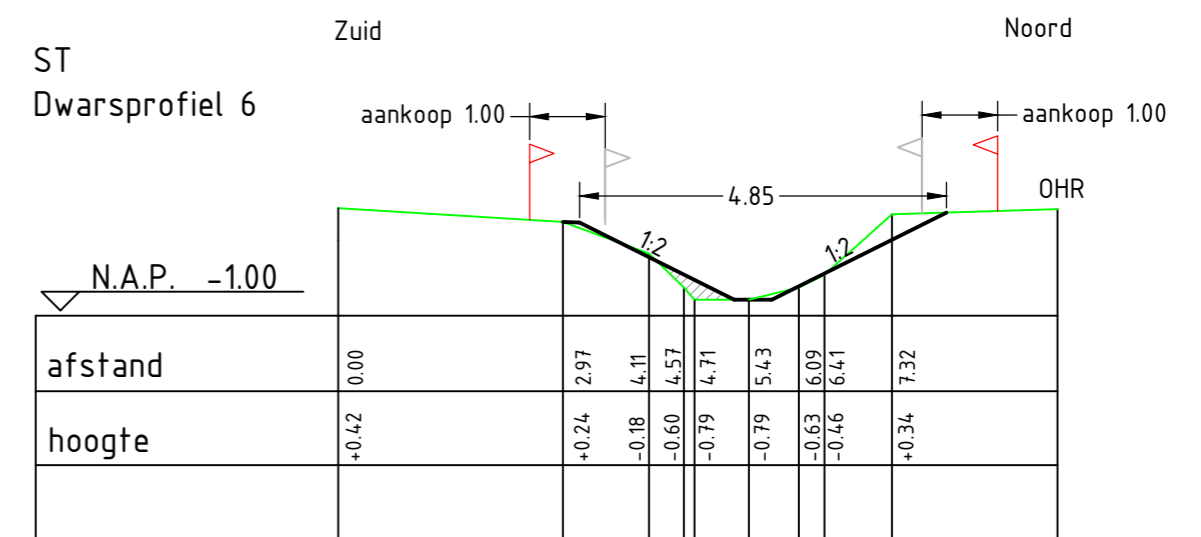 Zuid
Noord
ST
Dwarsprofiel 6
aankoop 1.00
aankoop 1.00
4.85
OHR
1:2
1:2
N.A.P. -1.00
afstand 0.00 2.97 4.11 4.57 4.71 5.43 6.09 6.41 7.32
hoogte +0.42 +0.24 -0.18 -0.60 -0.79 -0.79 -0.63 -0.46 +0.34